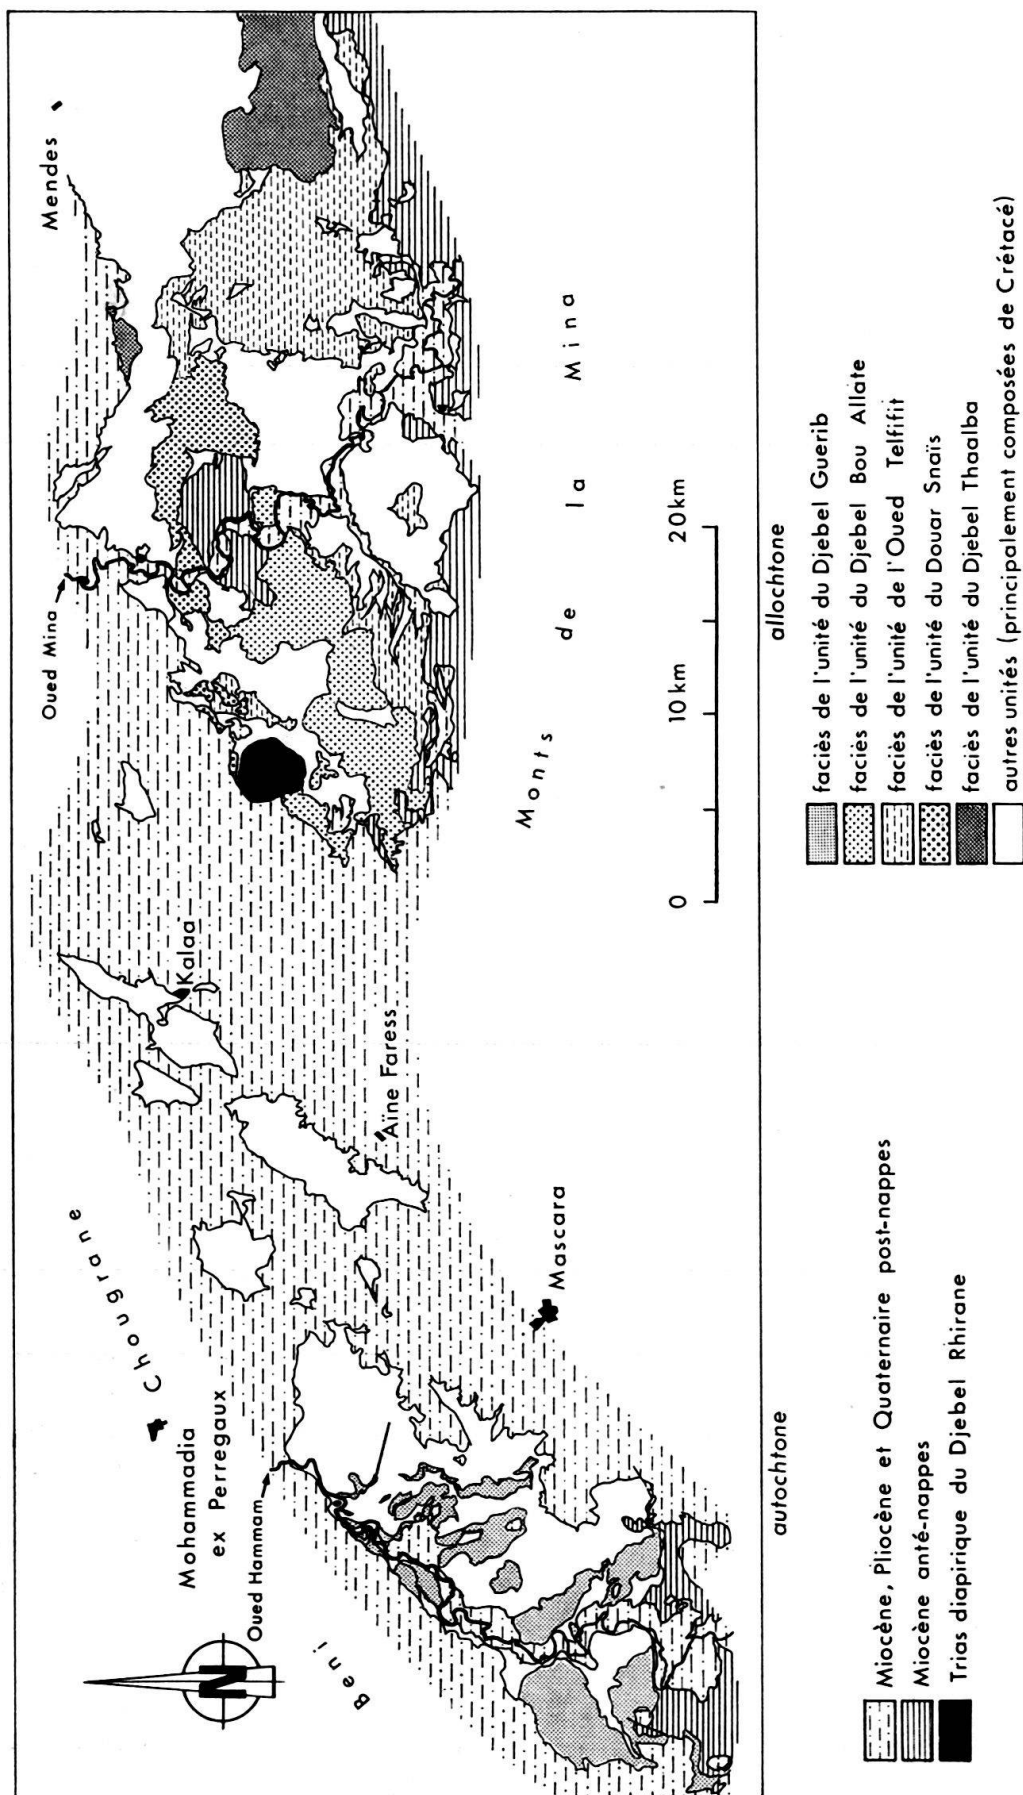 Mendes
Oued Mina
Kalaa
Aïne Faress
Chougrane
Mohammadia
ex Perregaux
Oued Hammam
Beni
Mascara
Monts de la Mina
N
0 10km 20km
autochtone
Miocène, Pliocène et Quaternaire post-nappes
Miocène anté-nappes
Trias diapirique du Djebel Rhirane
allochtone
faciès de l'unité du Djebel Guerib
faciès de l'unité du Djebel Bou Allate
faciès de l'unité de l'Oued Telfifit
faciès de l'unité du Douar Snaïs
faciès de l'unité du Djebel Thaalba
autres unités (principalement composées de Crétacé)